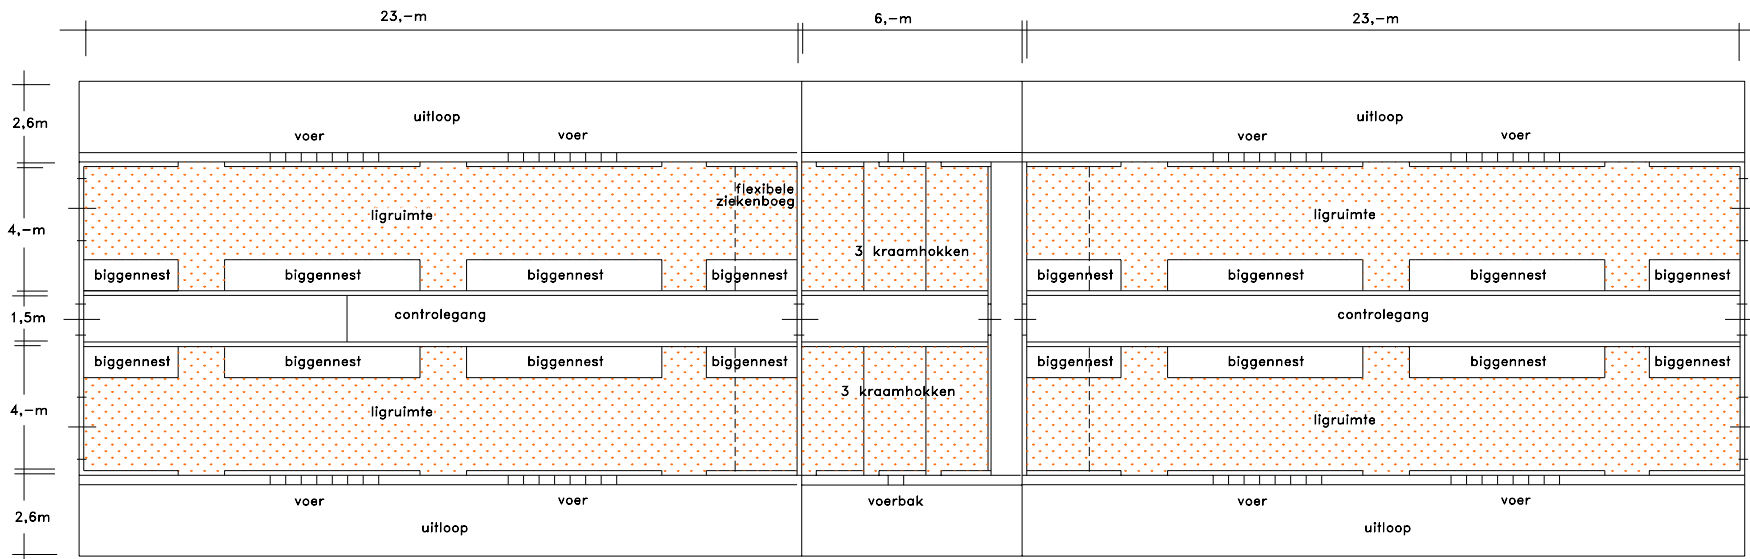 23,-m 6,-m 23,-m
2,6m uitloop uitloop
voer voer voer voer
flexibele
ziekenboeg
4,-m ligruimte ligruimte
3 kraamhokken
biggennest biggennest biggennest biggennest biggennest biggennest biggennest biggennest
1,5m controlegang controlegang
biggennest biggennest biggennest biggennest biggennest biggennest biggennest biggennest
3 kraamhokken
4,-m ligruimte ligruimte
voer voer voerbak voer voer
2,6m uitloop uitloop